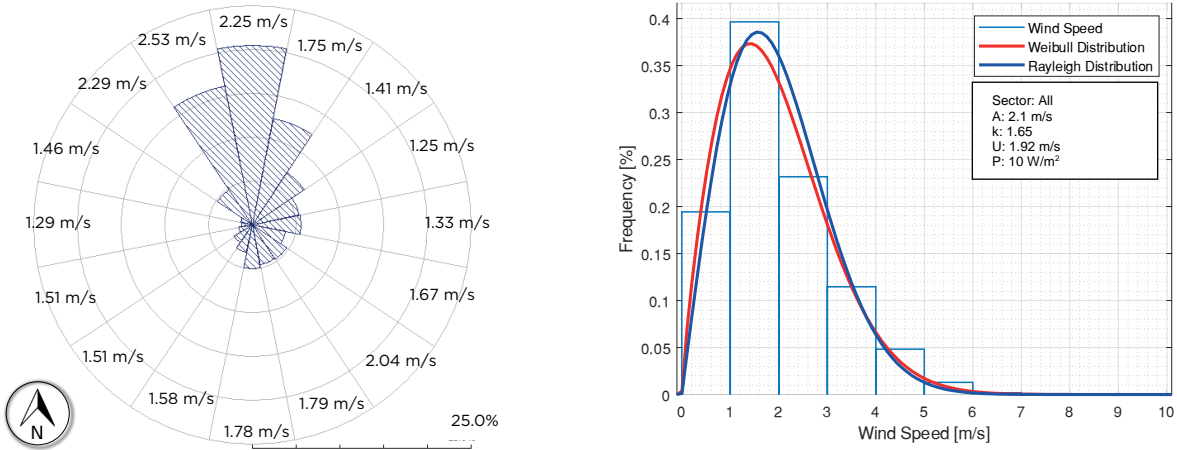 2.25 m/s
2.53 m/s
1.75 m/s
2.29 m/s
1.41 m/s
1.46 m/s
1.25 m/s
1.29 m/s
1.33 m/s
1.51 m/s
1.67 m/s
1.51 m/s
2.04 m/s
1.58 m/s
1.79 m/s
1.78 m/s
25.0%
N
Frequency [%]
0.4
0.35
0.3
0.25
0.2
0.15
0.1
0.05
0
0 1 2 3 4 5 6 7 8 9 10
Wind Speed [m/s]
Wind Speed
Weibull Distribution
Rayleigh Distribution
Sector: All
A: 2.1 m/s
k: 1.65
U: 1.92 m/s
P: 10 W/m²